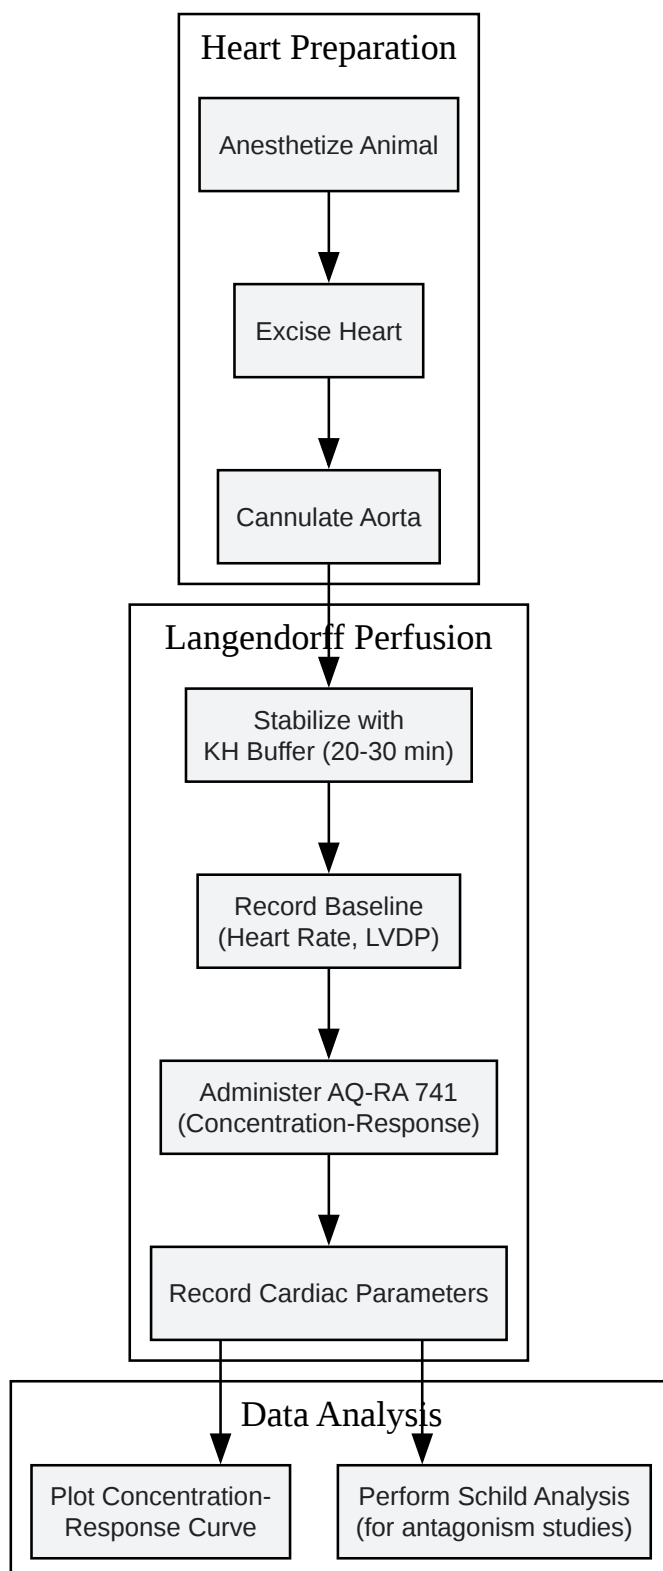 Heart Preparation
Anesthetize Animal
Excise Heart
Cannulate Aorta
Langendorff Perfusion
Stabilize with
KH Buffer (20-30 min)
Record Baseline
(Heart Rate, LVDP)
Administer AQ-RA 741
(Concentration-Response)
Record Cardiac Parameters
Data Analysis
Plot Concentration-
Response Curve
Perform Schild Analysis
(for antagonism studies)